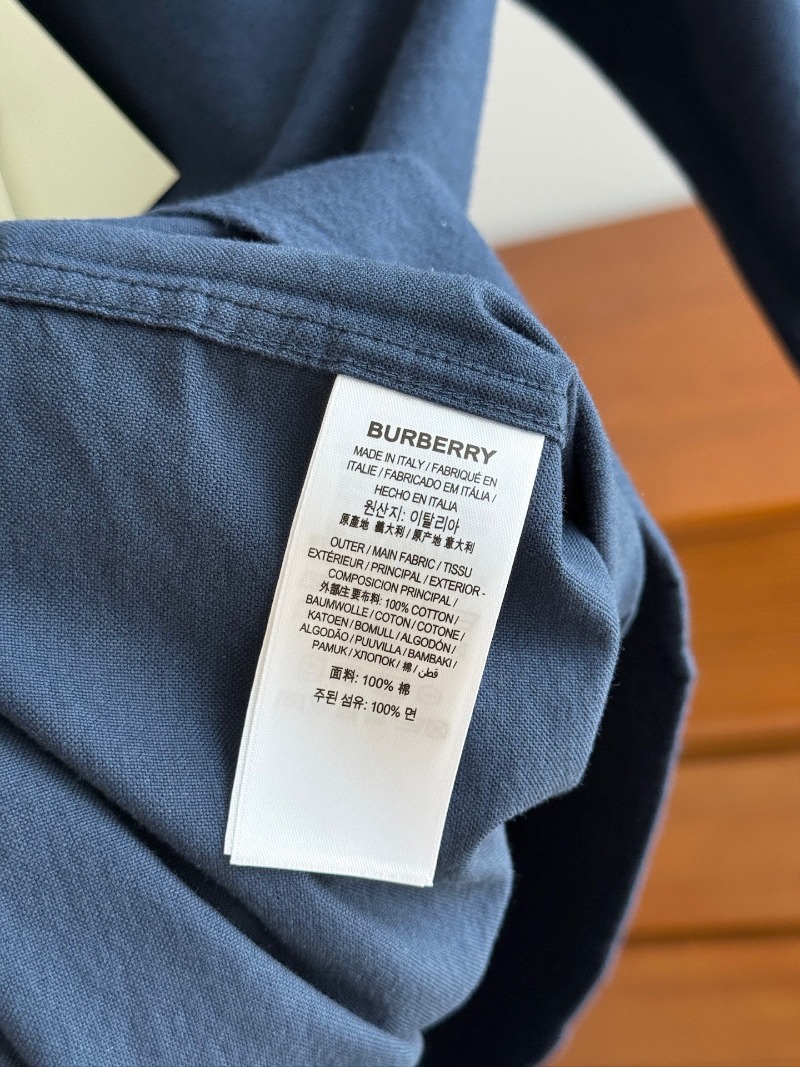 BURBERRY
MADE IN ITALY / FABRIQUÉ EN
ITALIE / FABRICADO EM ITÁLIA /
HECHO EN ITALIA
원산지: 이탈리아
原產地 義大利 / 原产地 意大利
OUTER / MAIN FABRIC / TISSU
EXTÉRIEUR / PRINCIPAL / EXTERIOR -
COMPOSICION PRINCIPAL /
外部主要布料: 100% COTTON /
BAUMWOLLE / COTON / COTONE /
KATOEN / BOMULL / ALGODÓN /
ALGODÃO / PUUVILLA / BAMBAKI /
PAMUK / ХЛОПОК / 棉 / قطن
面料: 100% 棉
주된 섬유: 100% 면